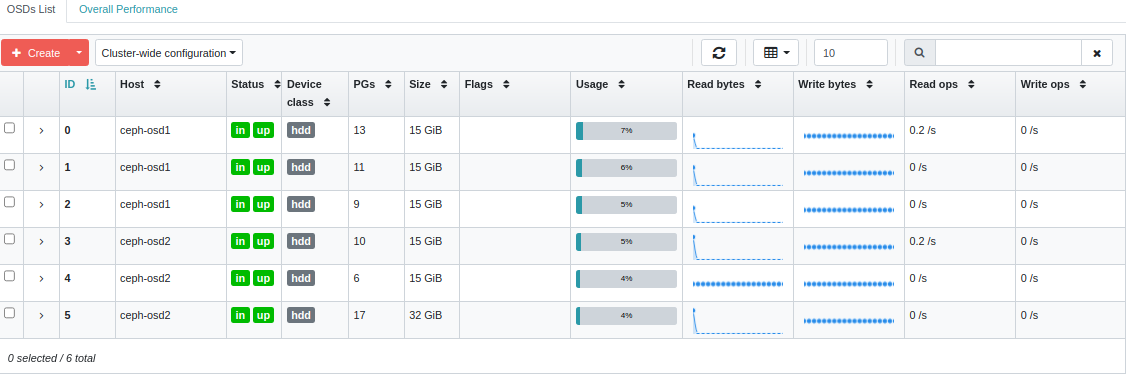 OSDs List Overall Performance
Create Cluster-wide configuration 10
ID Host Status Device class PGs Size Flags Usage Read bytes Write bytes Read ops Write ops
0 ceph-osd1 in up hdd 13 15 GiB 7% 0.2 /s 0 /s
1 ceph-osd1 in up hdd 11 15 GiB 6% 0 /s 0 /s
2 ceph-osd1 in up hdd 9 15 GiB 5% 0 /s 0 /s
3 ceph-osd2 in up hdd 10 15 GiB 5% 0.2 /s 0 /s
4 ceph-osd2 in up hdd 6 15 GiB 4% 0 /s 0 /s
5 ceph-osd2 in up hdd 17 32 GiB 4% 0 /s 0 /s
0 selected / 6 total